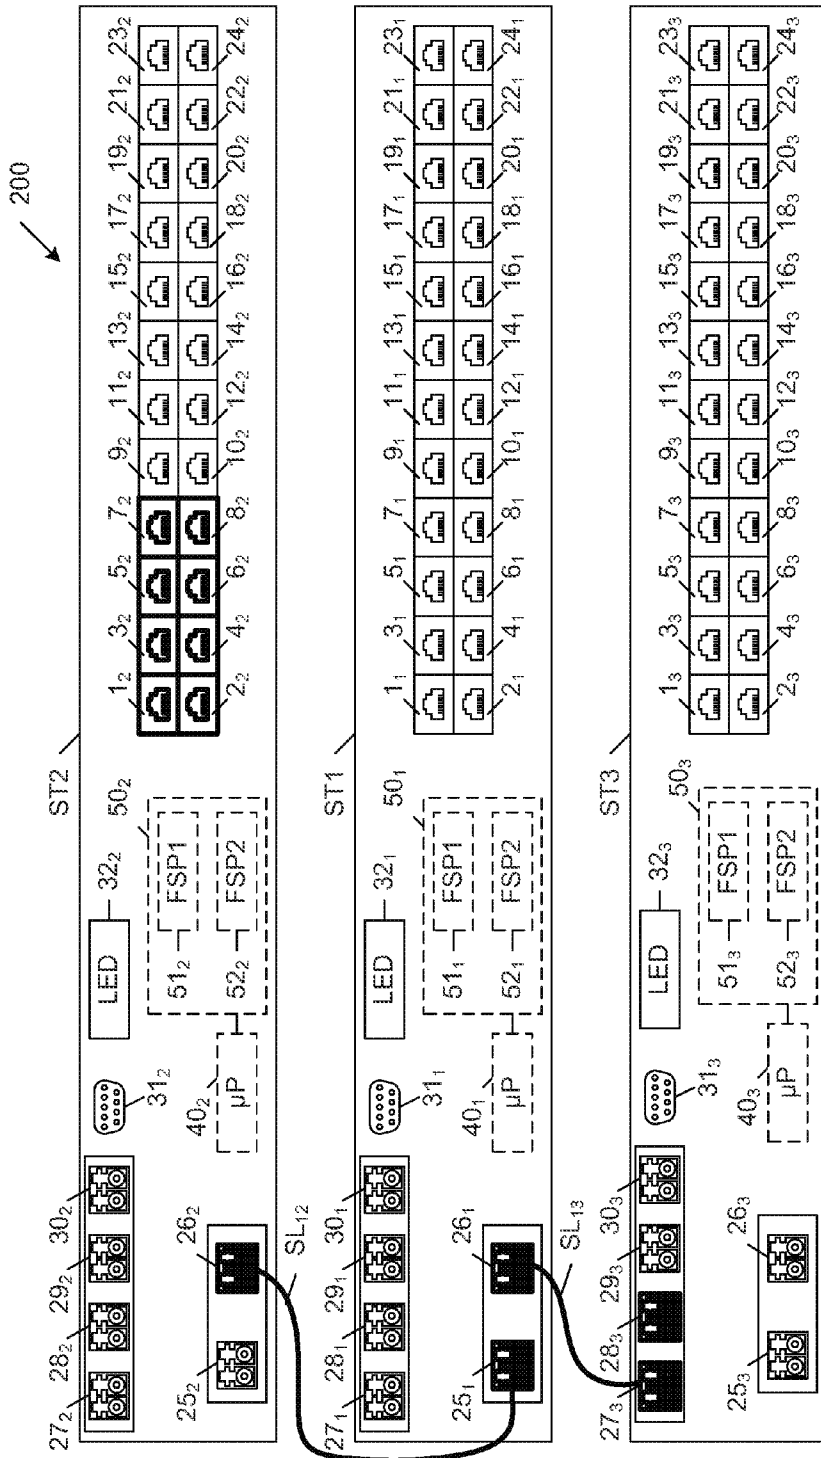 200
27₂ 28₂ 29₂ 30₂ ST2
LED 32₂ 50₂ 1₂ 3₂ 5₂ 7₂ 9₂ 11₂ 13₂ 15₂ 17₂ 19₂ 21₂ 23₂
31₂ 51₂ FSP1
25₂ 26₂ 40₂
µP 52₂ FSP2 2₂ 4₂ 6₂ 8₂ 10₂ 12₂ 14₂ 16₂ 18₂ 20₂ 22₂ 24₂
SL₁₂
27₁ 28₁ 29₁ 30₁ ST1
LED 32₁ 50₁ 1₁ 3₁ 5₁ 7₁ 9₁ 11₁ 13₁ 15₁ 17₁ 19₁ 21₁ 23₁
31₁ 51₁ FSP1
25₁ 26₁ 40₁
µP 52₁ FSP2 2₁ 4₁ 6₁ 8₁ 10₁ 12₁ 14₁ 16₁ 18₁ 20₁ 22₁ 24₁
SL₁₃
27₃ 28₃ 29₃ 30₃ ST3
LED 32₃ 50₃ 1₃ 3₃ 5₃ 7₃ 9₃ 11₃ 13₃ 15₃ 17₃ 19₃ 21₃ 23₃
31₃ 51₃ FSP1
25₃ 26₃ 40₃
µP 52₃ FSP2 2₃ 4₃ 6₃ 8₃ 10₃ 12₃ 14₃ 16₃ 18₃ 20₃ 22₃ 24₃